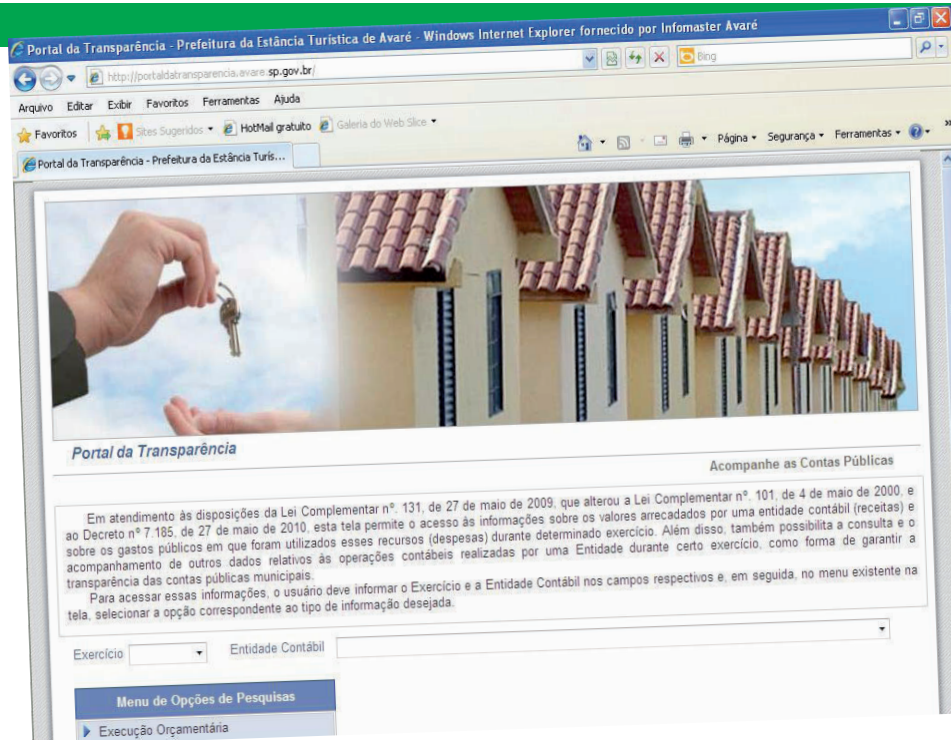 Portal da Transparência - Prefeitura da Estância Turística de Avaré - Windows Internet Explorer fornecido por Infomaster Avaré
http://portaldatransparencia.avare.sp.gov.br/
Bing
Arquivo Editar Exibir Favoritos Ferramentas Ajuda
Favoritos Sites Sugeridos HotMail gratuito Galeria do Web Slice
Portal da Transparência - Prefeitura da Estância Turís...
Página Segurança Ferramentas
Portal da Transparência
Acompanhe as Contas Públicas
Em atendimento às disposições da Lei Complementar nº. 131, de 27 de maio de 2009, que alterou a Lei Complementar nº. 101, de 4 de maio de 2000, e
ao Decreto nº 7.185, de 27 de maio de 2010, esta tela permite o acesso às informações sobre os valores arrecadados por uma entidade contábil (receitas) e
sobre os gastos públicos em que foram utilizados esses recursos (despesas) durante determinado exercício. Além disso, também possibilita a consulta e o
acompanhamento de outros dados relativos às operações contábeis realizadas por uma Entidade durante certo exercício, como forma de garantir a
transparência das contas públicas municipais.
Para acessar essas informações, o usuário deve informar o Exercício e a Entidade Contábil nos campos respectivos e, em seguida, no menu existente na
tela, selecionar a opção correspondente ao tipo de informação desejada.
Exercício Entidade Contábil
Menu de Opções de Pesquisas
Execução Orçamentária